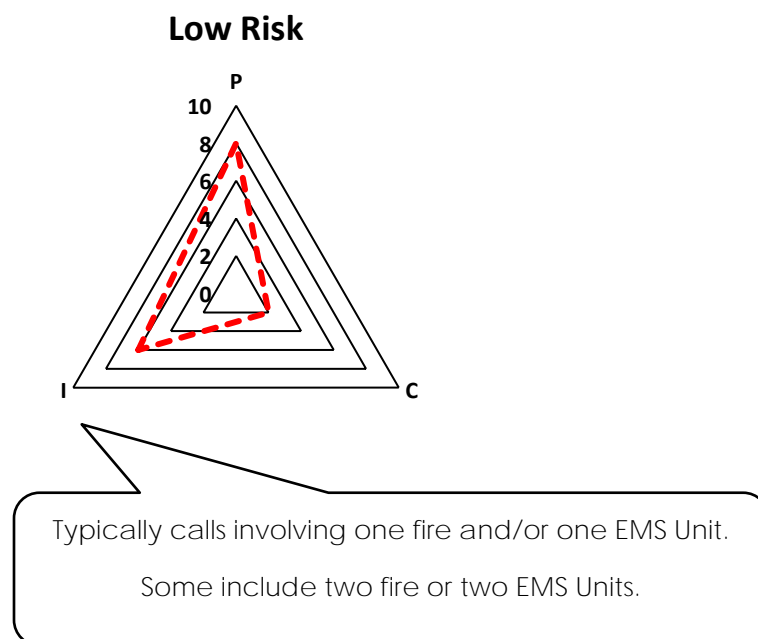 Low Risk
P
10
8
6
4
2
0
I
C
Typically calls involving one fire and/or one EMS Unit.
Some include two fire or two EMS Units.